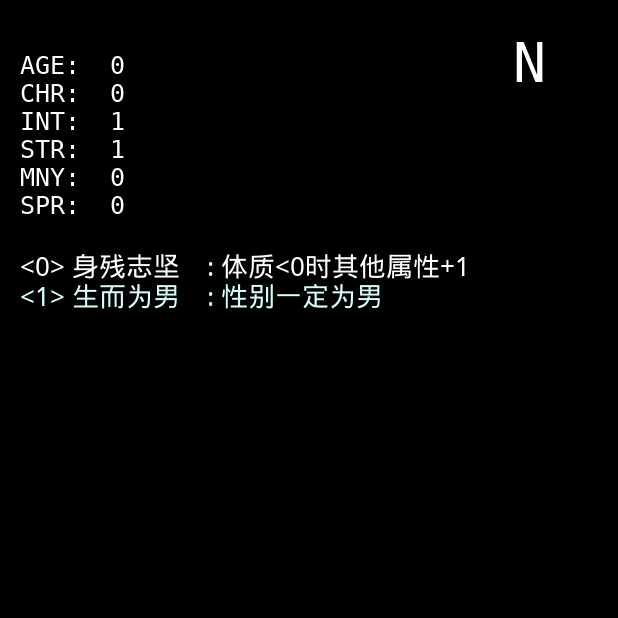 N
AGE: 0
CHR: 0
INT: 1
STR: 1
MNY: 0
SPR: 0
<0> 身残志坚 : 体质<0时其他属性+1
<1> 生而为男 : 性别一定为男